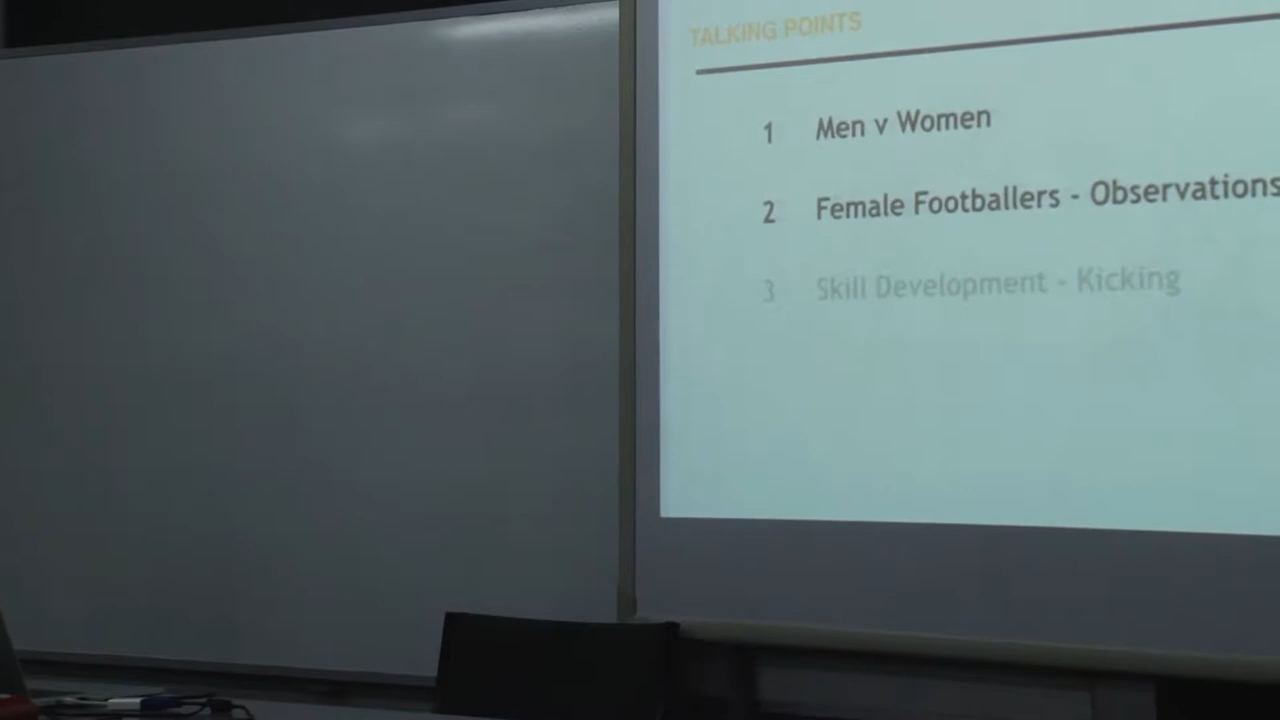 TALKING POINTS
1 Men v Women
2 Female Footballers - Observations
3 Skill Development - Kicking